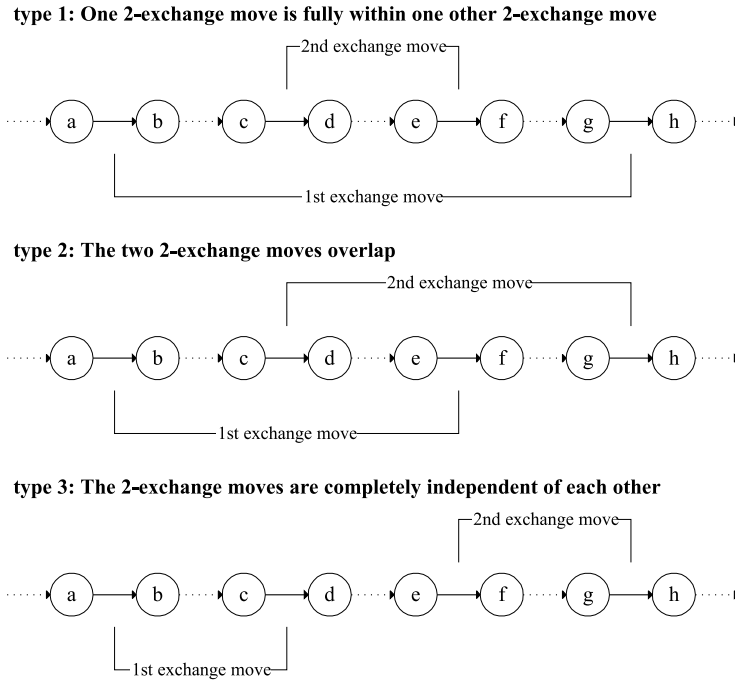 type 1: One 2-exchange move is fully within one other 2-exchange move
2nd exchange move
a b c d e f g h
1st exchange move
type 2: The two 2-exchange moves overlap
2nd exchange move
a b c d e f g h
1st exchange move
type 3: The 2-exchange moves are completely independent of each other
2nd exchange move
a b c d e f g h
1st exchange move